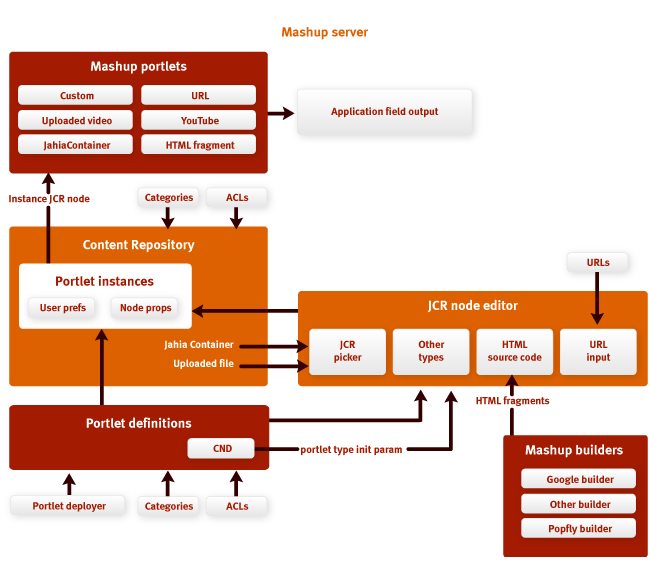 Mashup server
Mashup portlets
Custom
URL
Uploaded video
YouTube
JahiaContainer
HTML fragment
Application field output
Instance JCR node
Categories
ACLs
Content Repository
Portlet instances
User prefs
Node props
URLs
JCR node editor
Jahia Container
Uploaded file
JCR
picker
Other
types
HTML
source code
URL
input
HTML fragments
Portlet definitions
CND
portlet type init param
Mashup builders
Google builder
Other builder
Popfly builder
Portlet deployer
Categories
ACLs